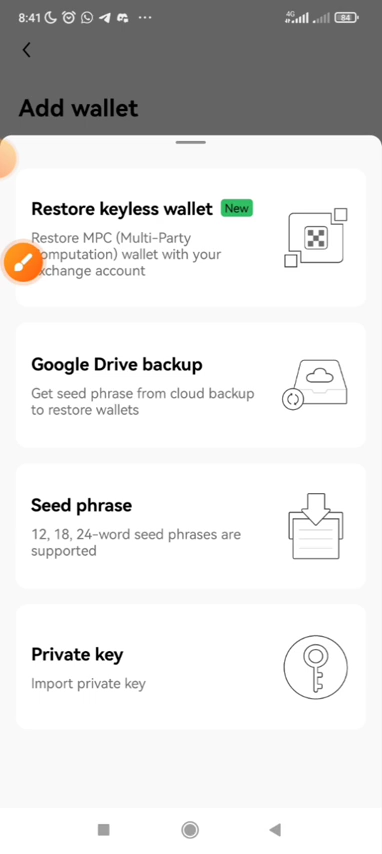 8:41
4G
84
Add wallet
Restore keyless wallet New
Restore MPC (Multi-Party
omputation) wallet with your
xchange account
Google Drive backup
Get seed phrase from cloud backup
to restore wallets
Seed phrase
12, 18, 24-word seed phrases are
supported
Private key
Import private key